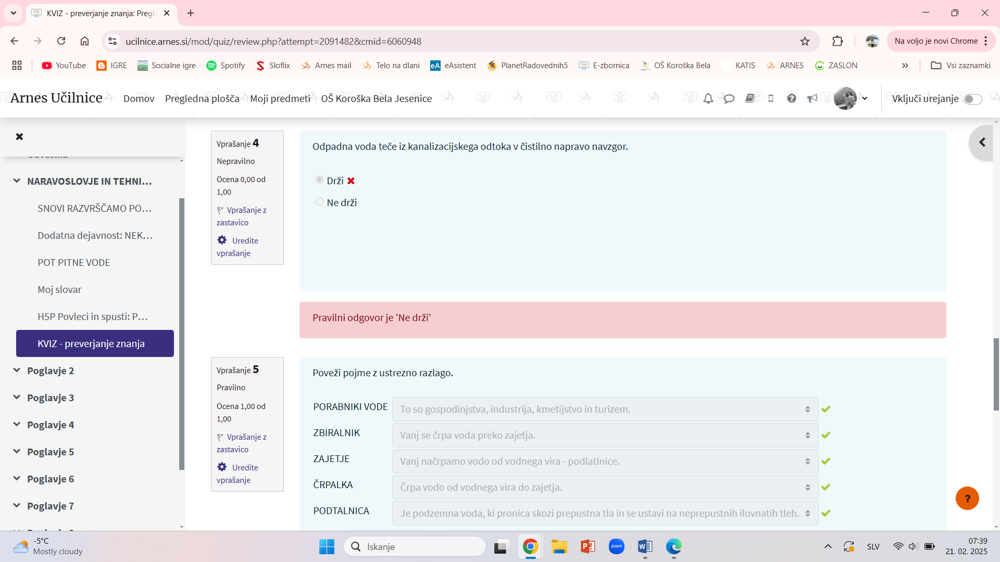 KVIZ - preverjanje znanja: Pregl
ucilnice.arnes.si/mod/quiz/review.php?attempt=2091482&cmid=6060948
Na voljo je novi Chrome
YouTube IGRE Socialne igre Spotify Sloflix Arnes mail Telo na dlani eA eAsistent PlanetRadovednih5 E-zbornica OŠ Koroška Bela KATIS ARNES ZASLON Vsi zaznamki
Arnes Učilnice Domov Pregledna plošča Moji predmeti OŠ Koroška Bela Jesenice Vključi urejanje
NARAVOSLOVJE IN TEHNI...
SNOVI RAZVRŠČAMO PO...
Dodatna dejavnost: NEK...
POT PITNE VODE
Moj slovar
H5P Povleci in spusti: P...
KVIZ - preverjanje znanja
Poglavje 2
Poglavje 3
Poglavje 4
Poglavje 5
Poglavje 6
Poglavje 7
Vprašanje 4
Nepravilno
Ocena 0,00 od
1,00
Vprašanje z
zastavico
Uredite
vprašanje
Odpadna voda teče iz kanalizacijskega odtoka v čistilno napravo navzgor.
Drži
Ne drži
Pravilni odgovor je 'Ne drži'
Vprašanje 5
Pravilno
Ocena 1,00 od
1,00
Vprašanje z
zastavico
Uredite
vprašanje
Poveži pojme z ustrezno razlago.
PORABNIKI VODE To so gospodinjstva, industrija, kmetijstvo in turizem.
ZBIRALNIK Vanj se črpa voda preko zajetja.
ZAJETJE Vanj načrpamo vodo od vodnega vira - podlatlnice.
ČRPALKA Črpa vodo od vodnega vira do zajetja.
PODTALNICA Je podzemna voda, ki pronica skozi prepustna tla in se ustavi na neprepustnih ilovnatih tleh.
?
-5°C
Mostly cloudy
Iskanje
zoom
SLV
07:39
21. 02. 2025